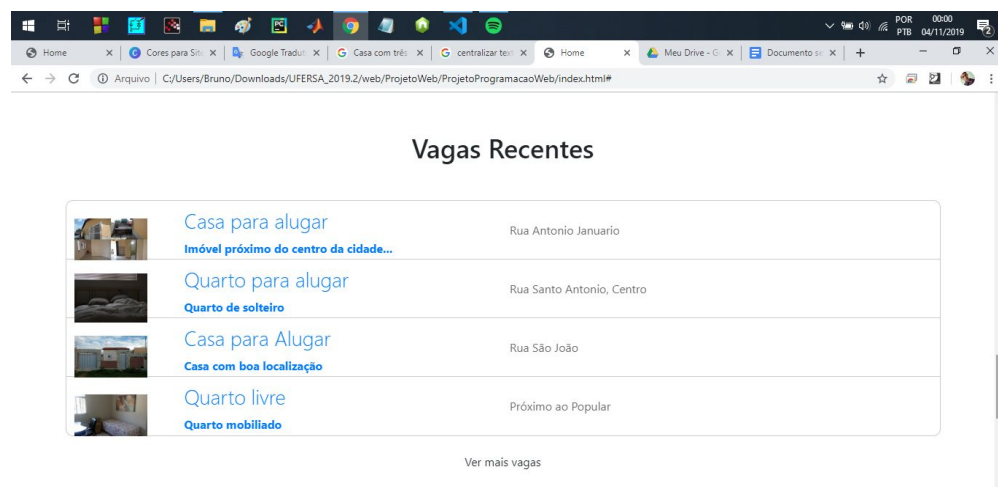 POR 00:00
PTB 04/11/2019
2
Home
Cores para Sit
Google Tradut
Casa com três
centralizar text
Home
Meu Drive - G
Documento se
Arquivo | C:/Users/Bruno/Downloads/UFERSA_2019.2/web/ProjetoWeb/ProjetoProgramacaoWeb/index.html#
Vagas Recentes
Casa para alugar
Rua Antonio Januario
Imóvel próximo do centro da cidade...
Quarto para alugar
Rua Santo Antonio, Centro
Quarto de solteiro
Casa para Alugar
Rua São João
Casa com boa localização
Quarto livre
Próximo ao Popular
Quarto mobiliado
Ver mais vagas